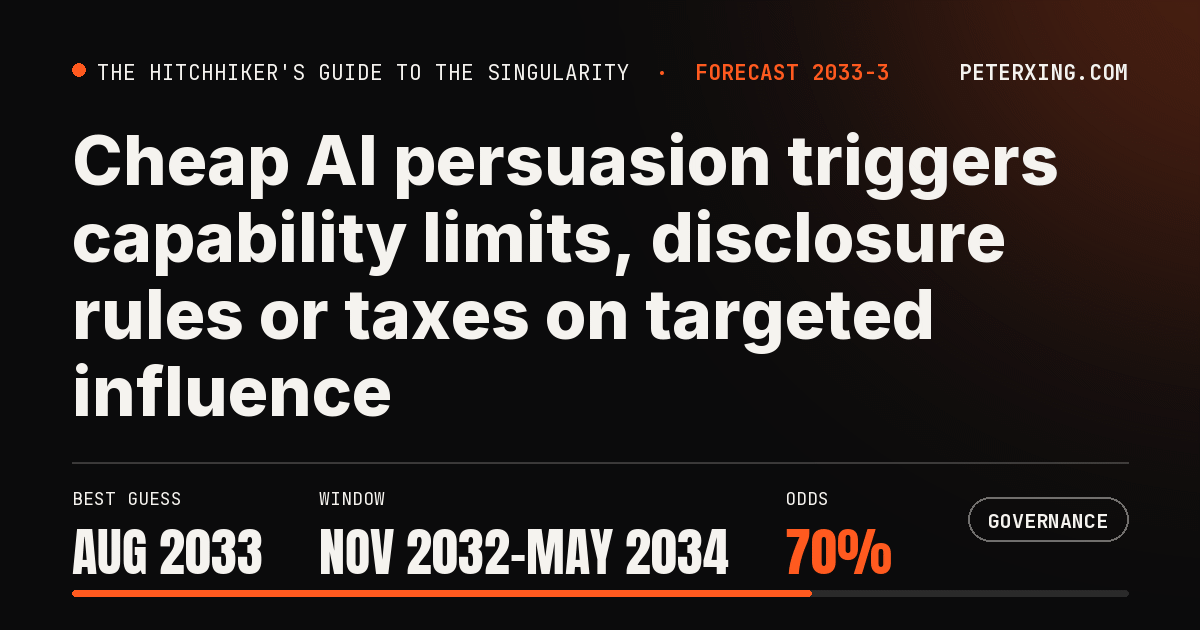 THE HITCHHIKER'S GUIDE TO THE SINGULARITY · FORECAST 2033-3 PETERXING.COM
Cheap AI persuasion triggers
capability limits, disclosure
rules or taxes on targeted
influence
BEST GUESS WINDOW ODDS
AUG 2033 NOV 2032-MAY 2034 70% GOVERNANCE